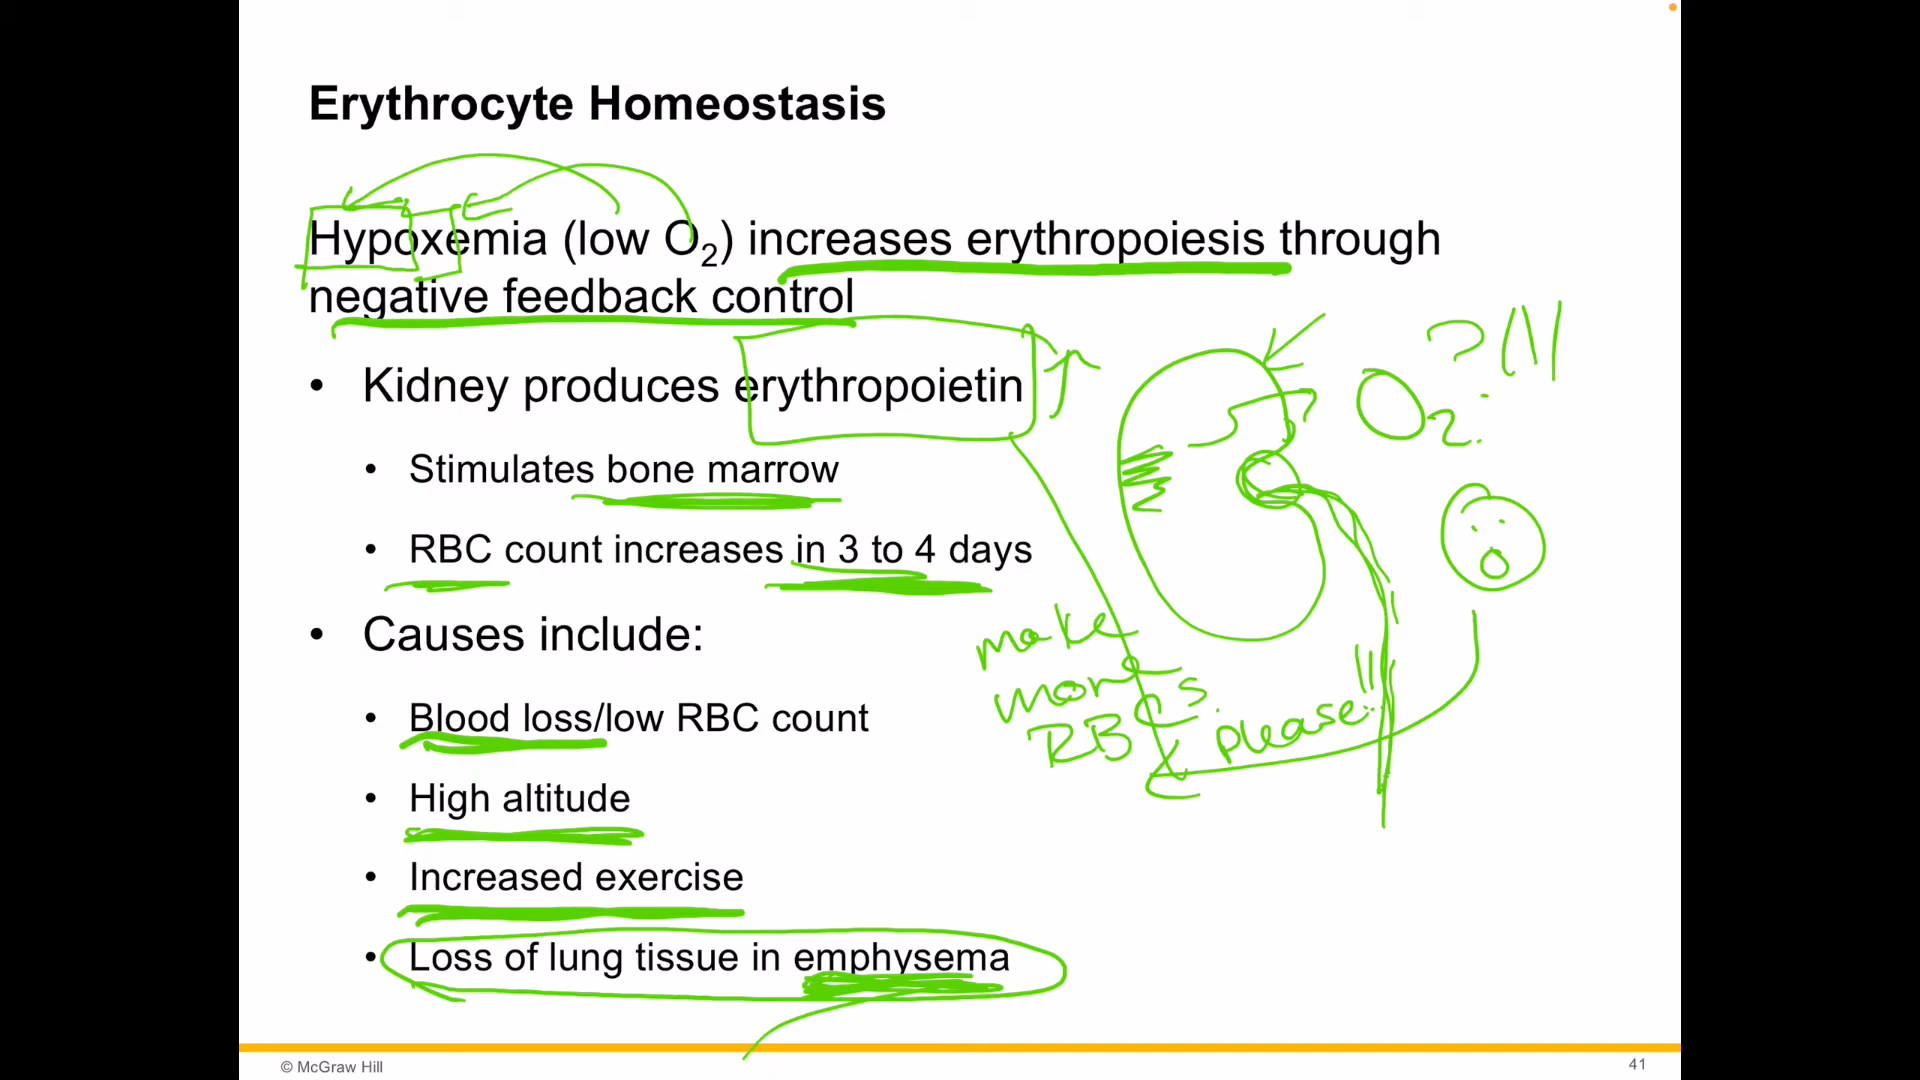 Erythrocyte Homeostasis
Hypoxemia (low O₂) increases erythropoiesis through
negative feedback control
• Kidney produces erythropoietin
• Stimulates bone marrow
• RBC count increases in 3 to 4 days
• Causes include:
• Blood loss/low RBC count
• High altitude
• Increased exercise
• Loss of lung tissue in emphysema
O₂?!!!
make
more
RBCs
please!!
© McGraw Hill
41